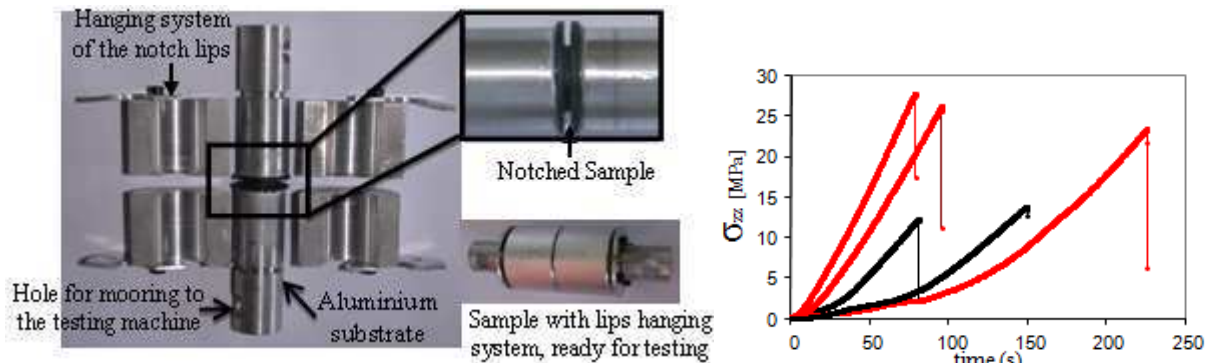 Hanging system
of the notch lips
Notched Sample
Hole for mooring to
the testing machine
Aluminium
substrate
Sample with lips hanging
system, ready for testing
σzz [MPa]
30
25
20
15
10
5
0
0 50 100 150 200 250
time (s)